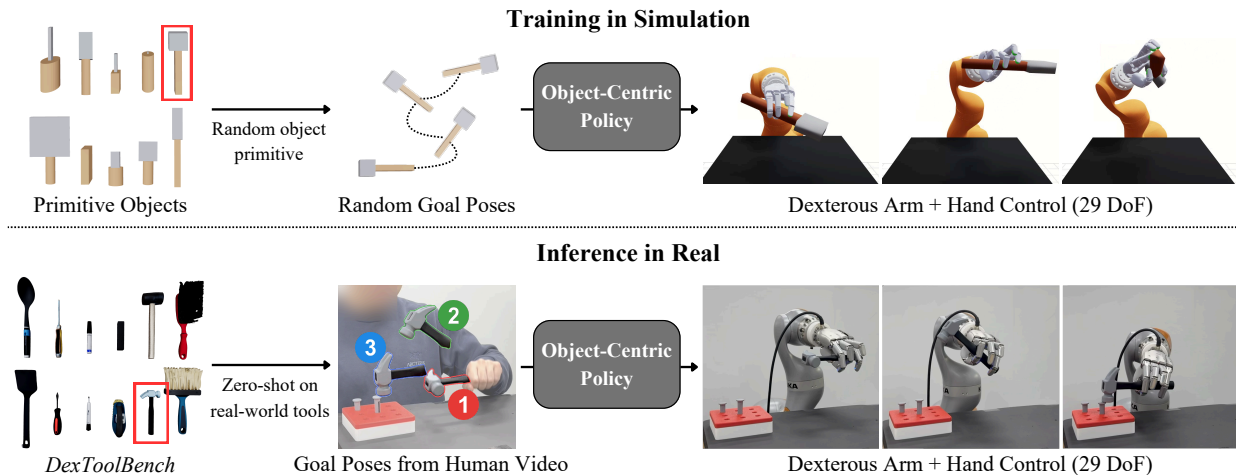 Training in Simulation
Random object
primitive
Object-Centric
Policy
Primitive Objects
Random Goal Poses
Dexterous Arm + Hand Control (29 DoF)
Inference in Real
2
3
1
Zero-shot on
real-world tools
Object-Centric
Policy
DexToolBench
Goal Poses from Human Video
Dexterous Arm + Hand Control (29 DoF)